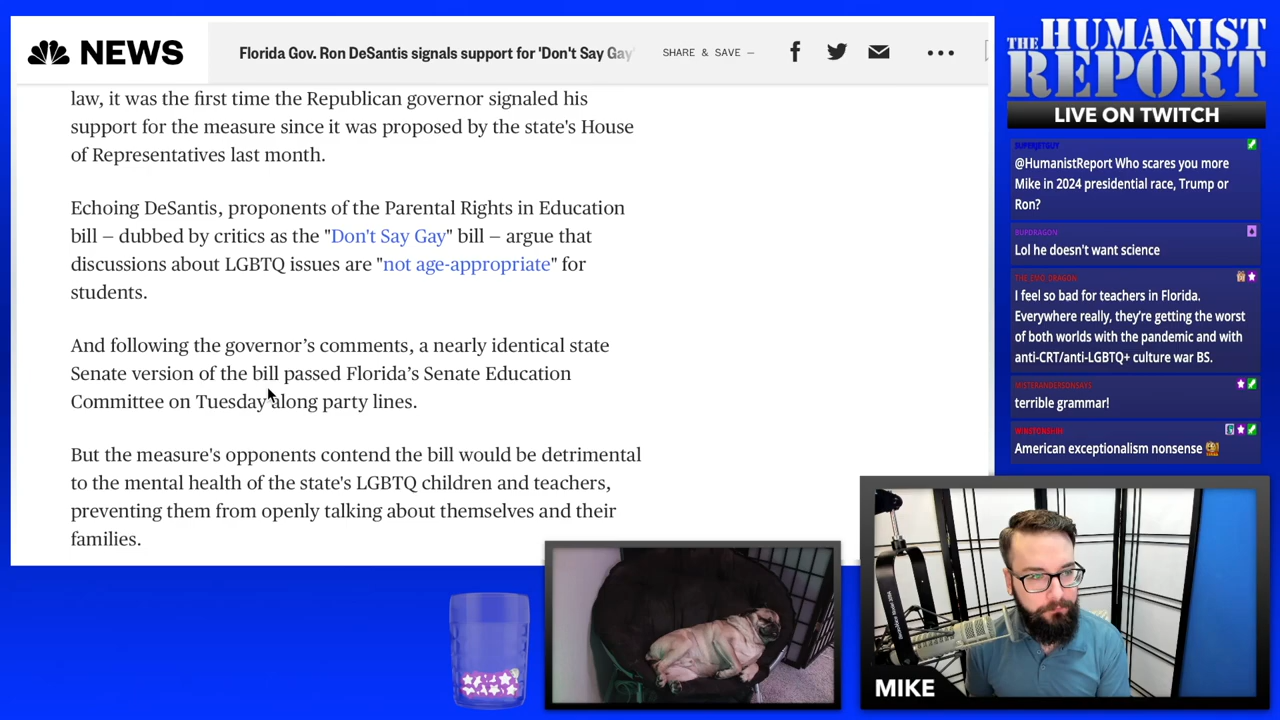 NEWS
Florida Gov. Ron DeSantis signals support for 'Don't Say Gay'
SHARE & SAVE —
law, it was the first time the Republican governor signaled his
support for the measure since it was proposed by the state's House
of Representatives last month.
Echoing DeSantis, proponents of the Parental Rights in Education
bill — dubbed by critics as the "Don't Say Gay" bill — argue that
discussions about LGBTQ issues are "not age-appropriate" for
students.
And following the governor's comments, a nearly identical state
Senate version of the bill passed Florida's Senate Education
Committee on Tuesday along party lines.
But the measure's opponents contend the bill would be detrimental
to the mental health of the state's LGBTQ children and teachers,
preventing them from openly talking about themselves and their
families.
THE HUMANIST
REPORT
LIVE ON TWITCH
SUPERJETGUY
@HumanistReport Who scares you more
Mike in 2024 presidential race, Trump or
Ron?
BUPDRAGON
Lol he doesn't want science
THE EMO DRAGON
I feel so bad for teachers in Florida.
Everywhere really, they're getting the worst
of both worlds with the pandemic and with
anti-CRT/anti-LGBTQ+ culture war BS.
MISTERANDERSONSAYS
terrible grammar!
WINSTONSHIN
American exceptionalism nonsense
MIKE